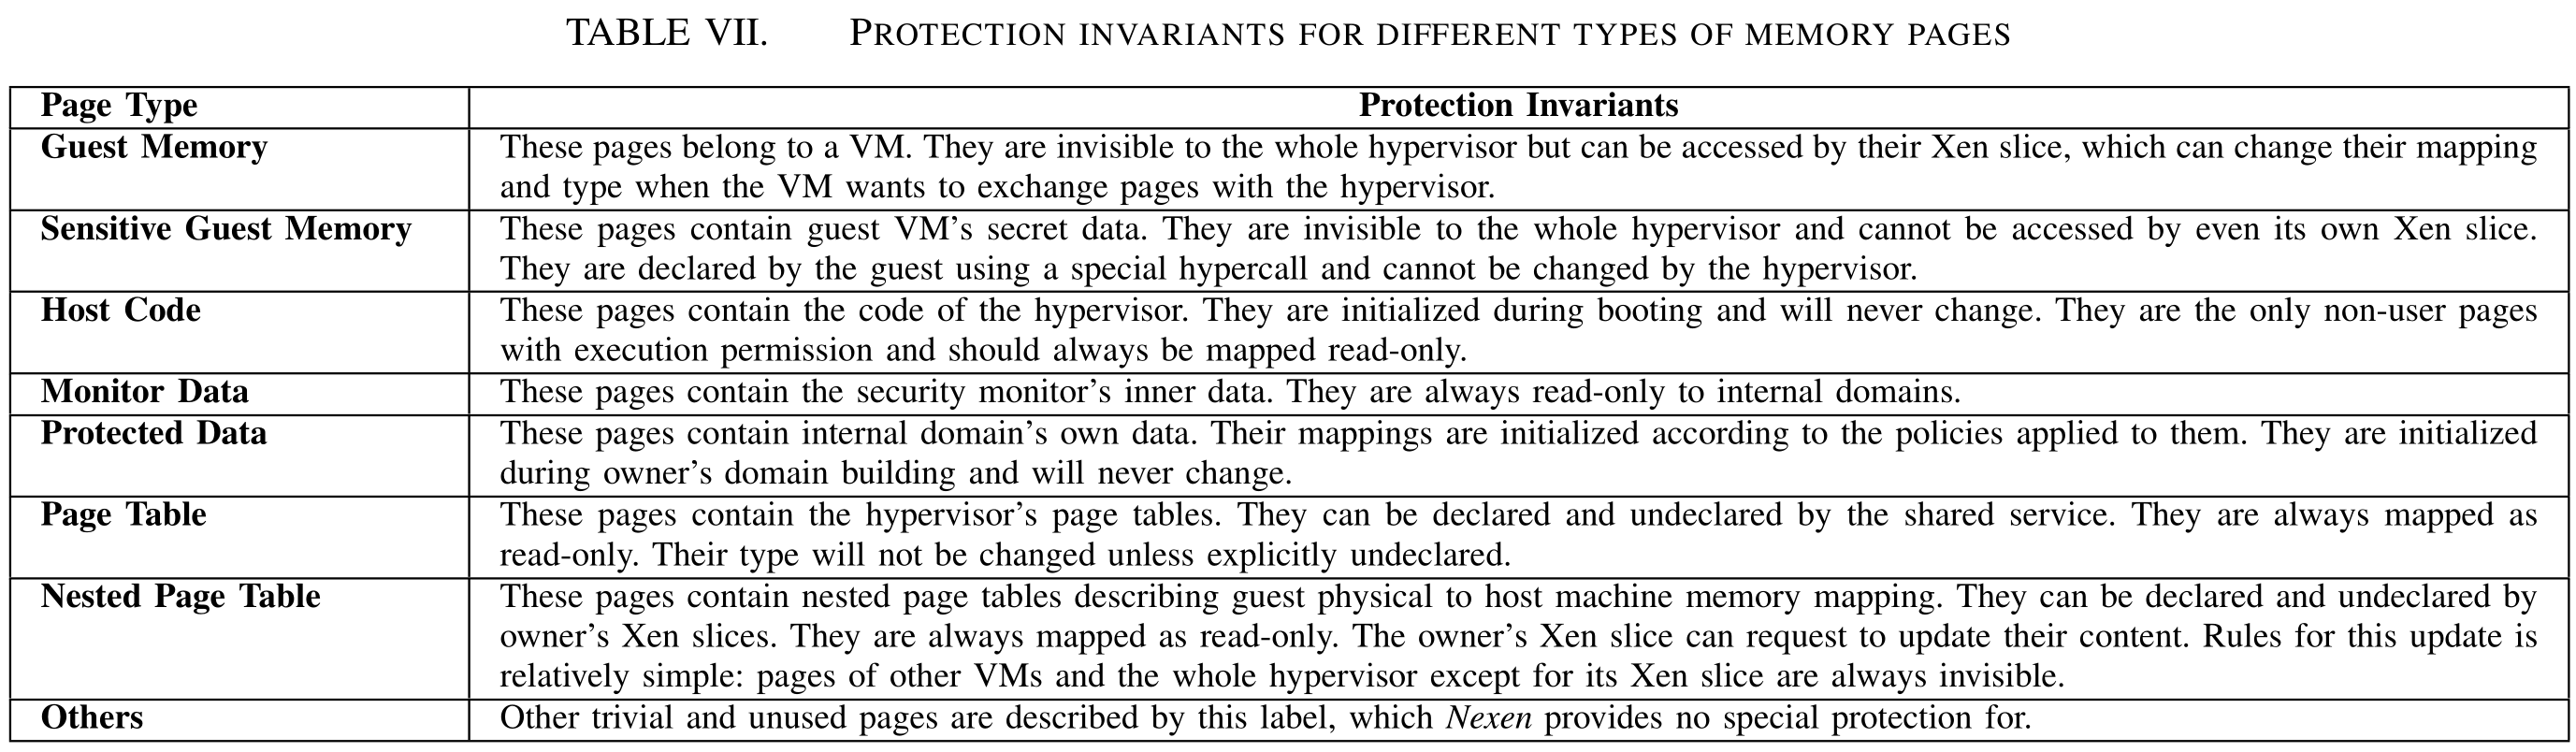 TABLE VII. PROTECTION INVARIANTS FOR DIFFERENT TYPES OF MEMORY PAGES
Page Type Protection Invariants
Guest Memory These pages belong to a VM. They are invisible to the whole hypervisor but can be accessed by their Xen slice, which can change their mapping
and type when the VM wants to exchange pages with the hypervisor.
Sensitive Guest Memory These pages contain guest VM's secret data. They are invisible to the whole hypervisor and cannot be accessed by even its own Xen slice.
They are declared by the guest using a special hypercall and cannot be changed by the hypervisor.
Host Code These pages contain the code of the hypervisor. They are initialized during booting and will never change. They are the only non-user pages
with execution permission and should always be mapped read-only.
Monitor Data These pages contain the security monitor's inner data. They are always read-only to internal domains.
Protected Data These pages contain internal domain's own data. Their mappings are initialized according to the policies applied to them. They are initialized
during owner's domain building and will never change.
Page Table These pages contain the hypervisor's page tables. They can be declared and undeclared by the shared service. They are always mapped as
read-only. Their type will not be changed unless explicitly undeclared.
Nested Page Table These pages contain nested page tables describing guest physical to host machine memory mapping. They can be declared and undeclared by
owner's Xen slices. They are always mapped as read-only. The owner's Xen slice can request to update their content. Rules for this update is
relatively simple: pages of other VMs and the whole hypervisor except for its Xen slice are always invisible.
Others Other trivial and unused pages are described by this label, which Nexen provides no special protection for.